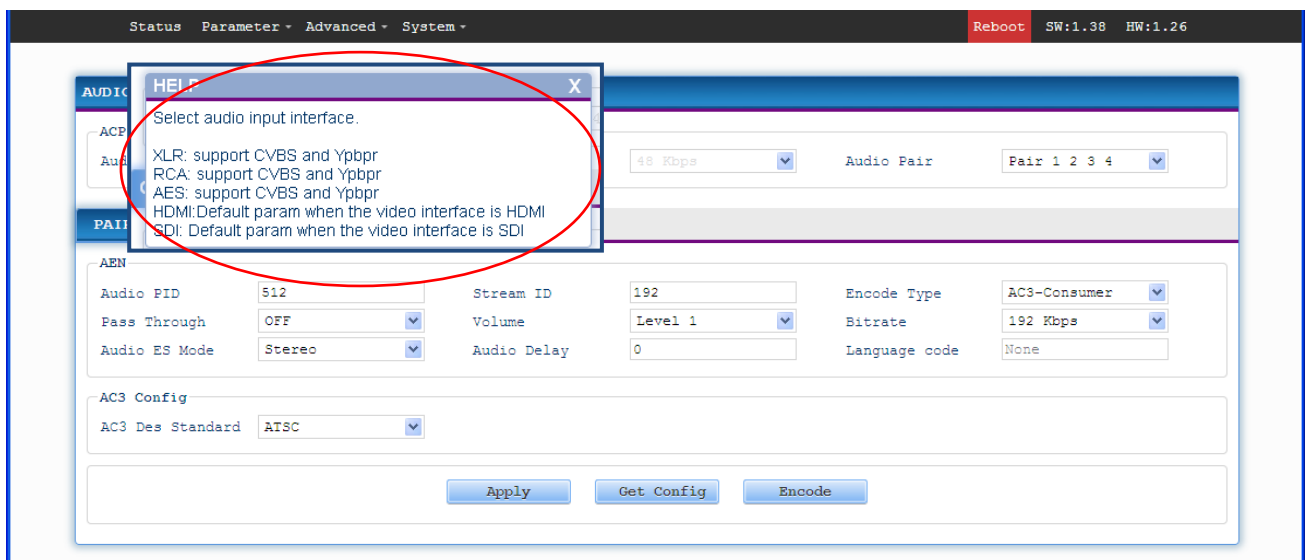 Status Parameter Advanced System Reboot SW:1.38 HW:1.26
AUDIO
HELP X
Select audio input interface.
XLR: support CVBS and Ypbpr
RCA: support CVBS and Ypbpr
AES: support CVBS and Ypbpr
HDMI:Default param when the video interface is HDMI
SDI: Default param when the video interface is SDI
ACP
Aud 48 Kbps Audio Pair Pair 1 2 3 4
PAIR
AEN
Audio PID 512 Stream ID 192 Encode Type AC3-Consumer
Pass Through OFF Volume Level 1 Bitrate 192 Kbps
Audio ES Mode Stereo Audio Delay 0 Language code None
AC3 Config
AC3 Des Standard ATSC
Apply Get Config Encode